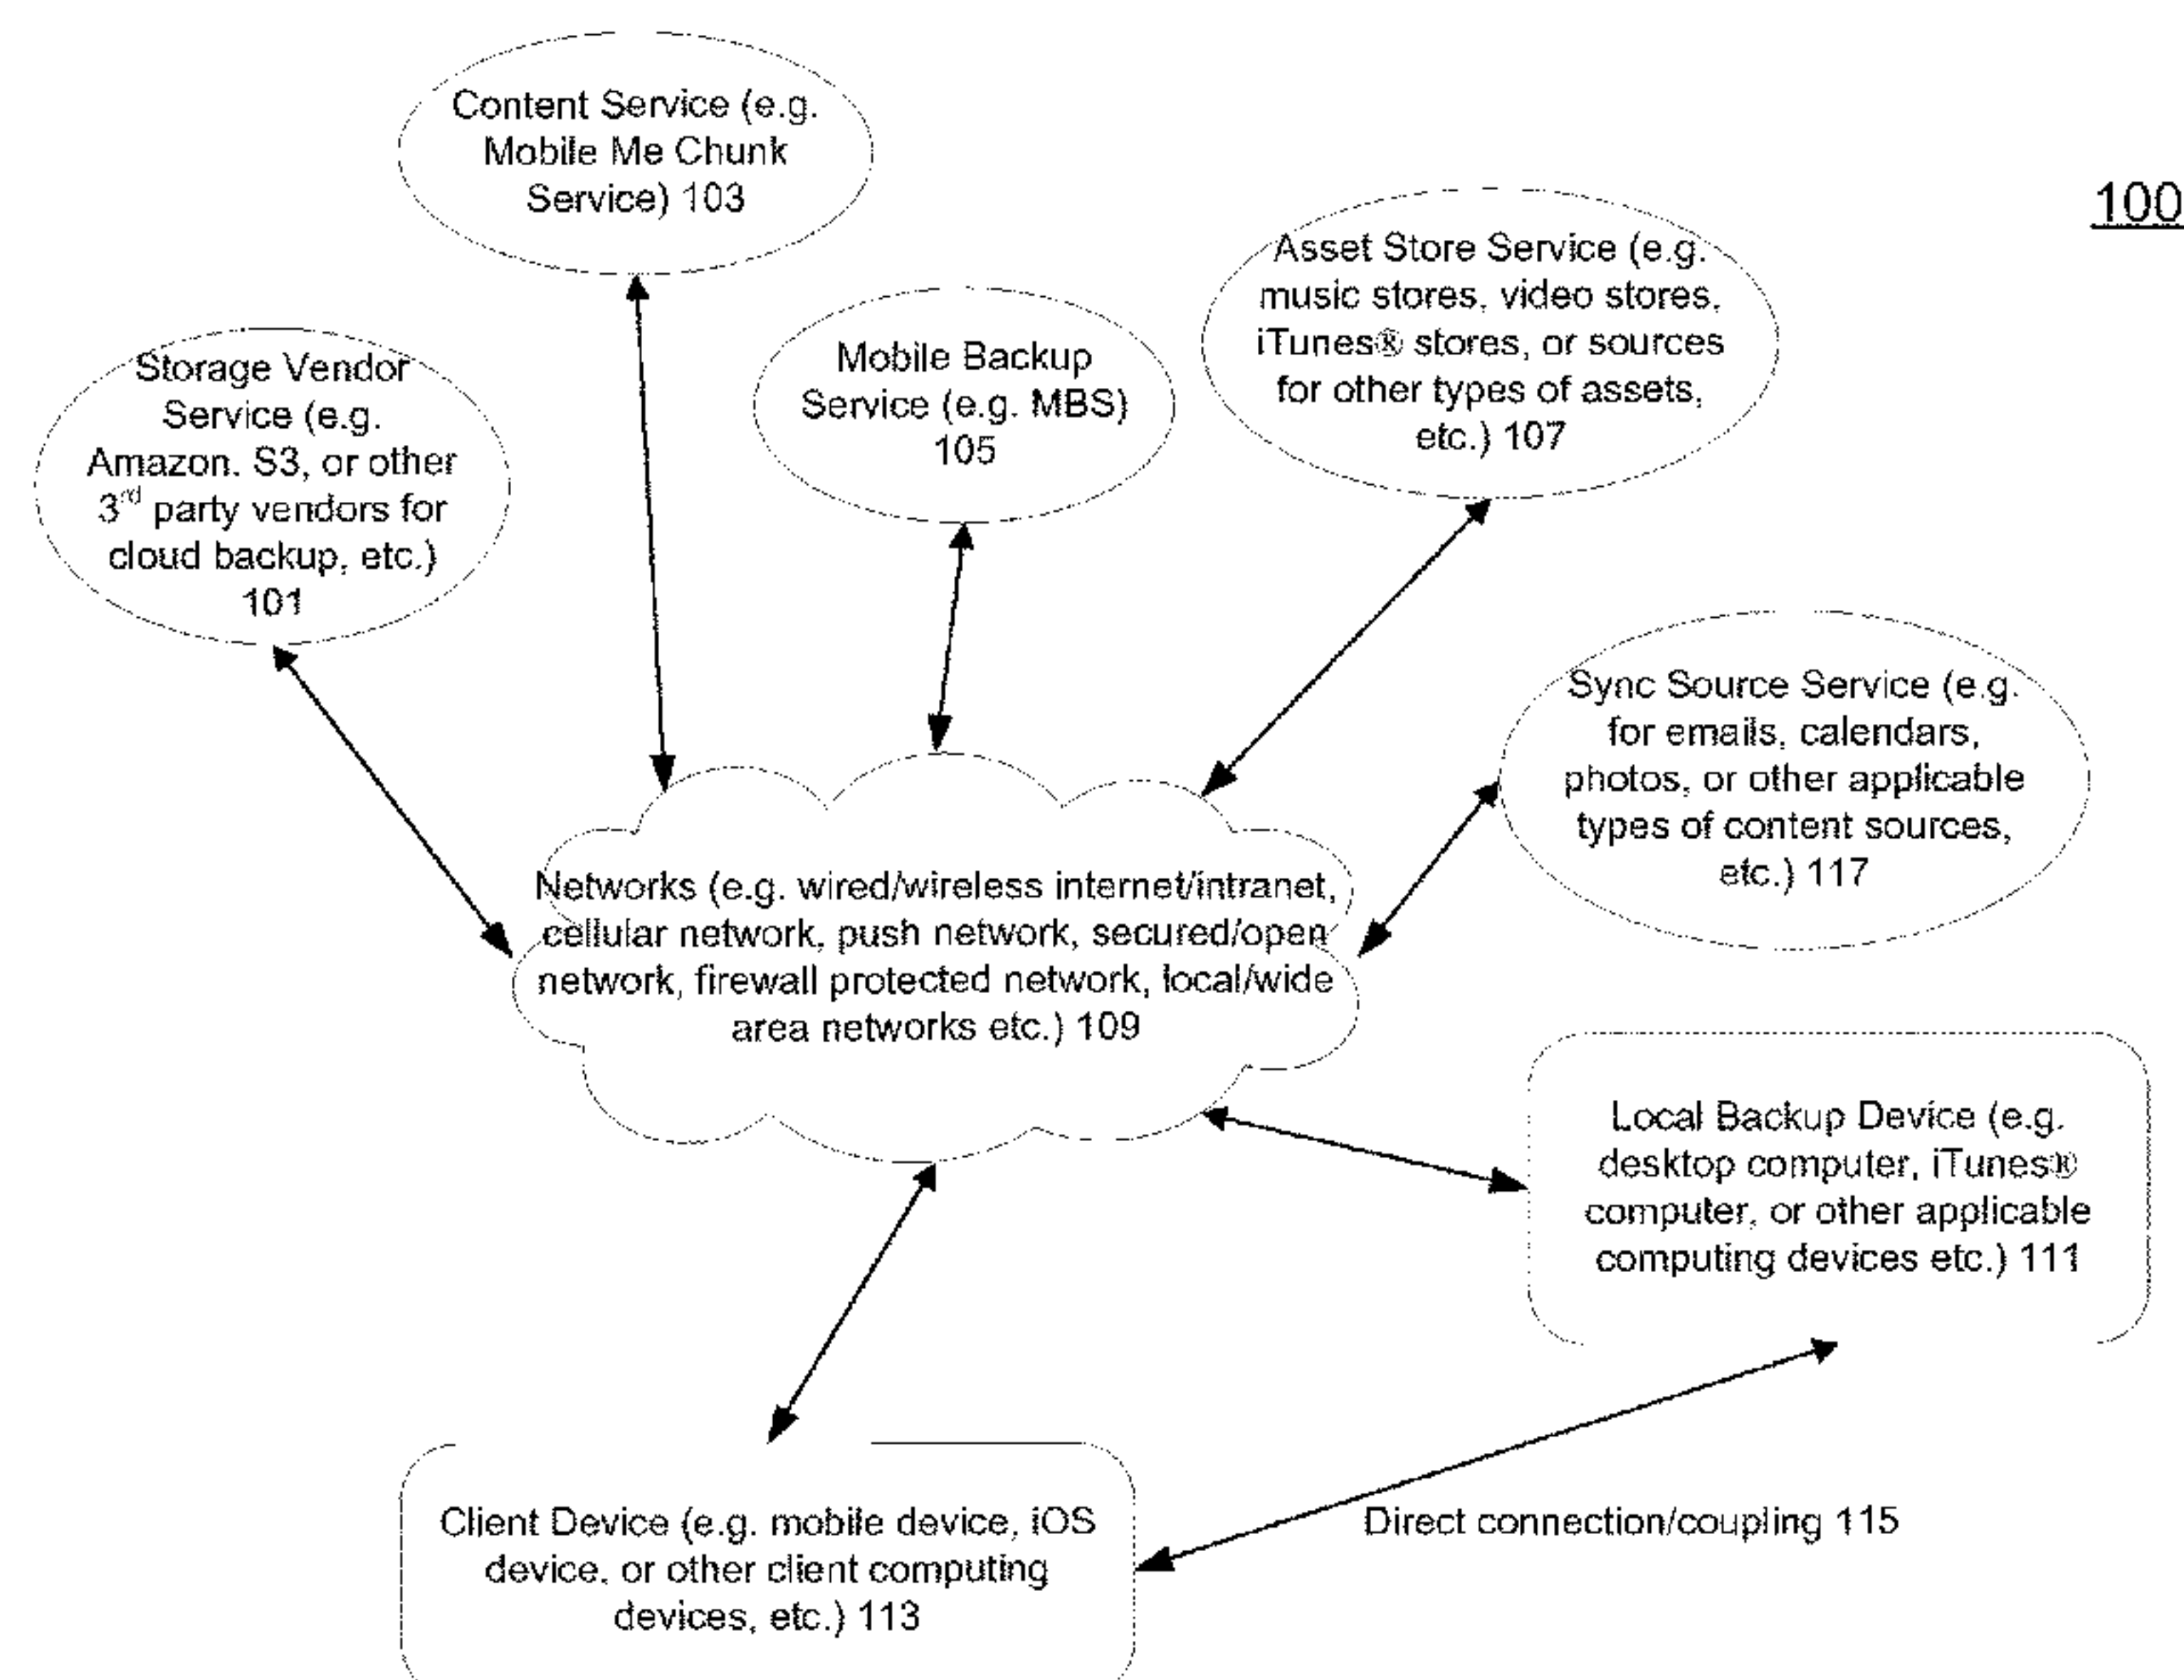 Content Service (e.g.
Mobile Me Chunk
Service) 103
100
Asset Store Service (e.g.
music stores, video stores,
iTunes® stores, or sources
for other types of assets,
etc.) 107
Mobile Backup
Service (e.g. MBS)
105
Storage Vendor
Service (e.g.
Amazon. S3, or other
3rd party vendors for
cloud backup, etc.)
101
Sync Source Service (e.g.
for emails, calendars,
photos, or other applicable
types of content sources,
etc.) 117
Networks (e.g. wired/wireless internet/intranet,
cellular network, push network, secured/open
network, firewall protected network, local/wide
area networks etc.) 109
Local Backup Device (e.g.
desktop computer, iTunes®
computer, or other applicable
computing devices etc.) 111
Client Device (e.g. mobile device, iOS
device, or other client computing
devices, etc.) 113
Direct connection/coupling 115